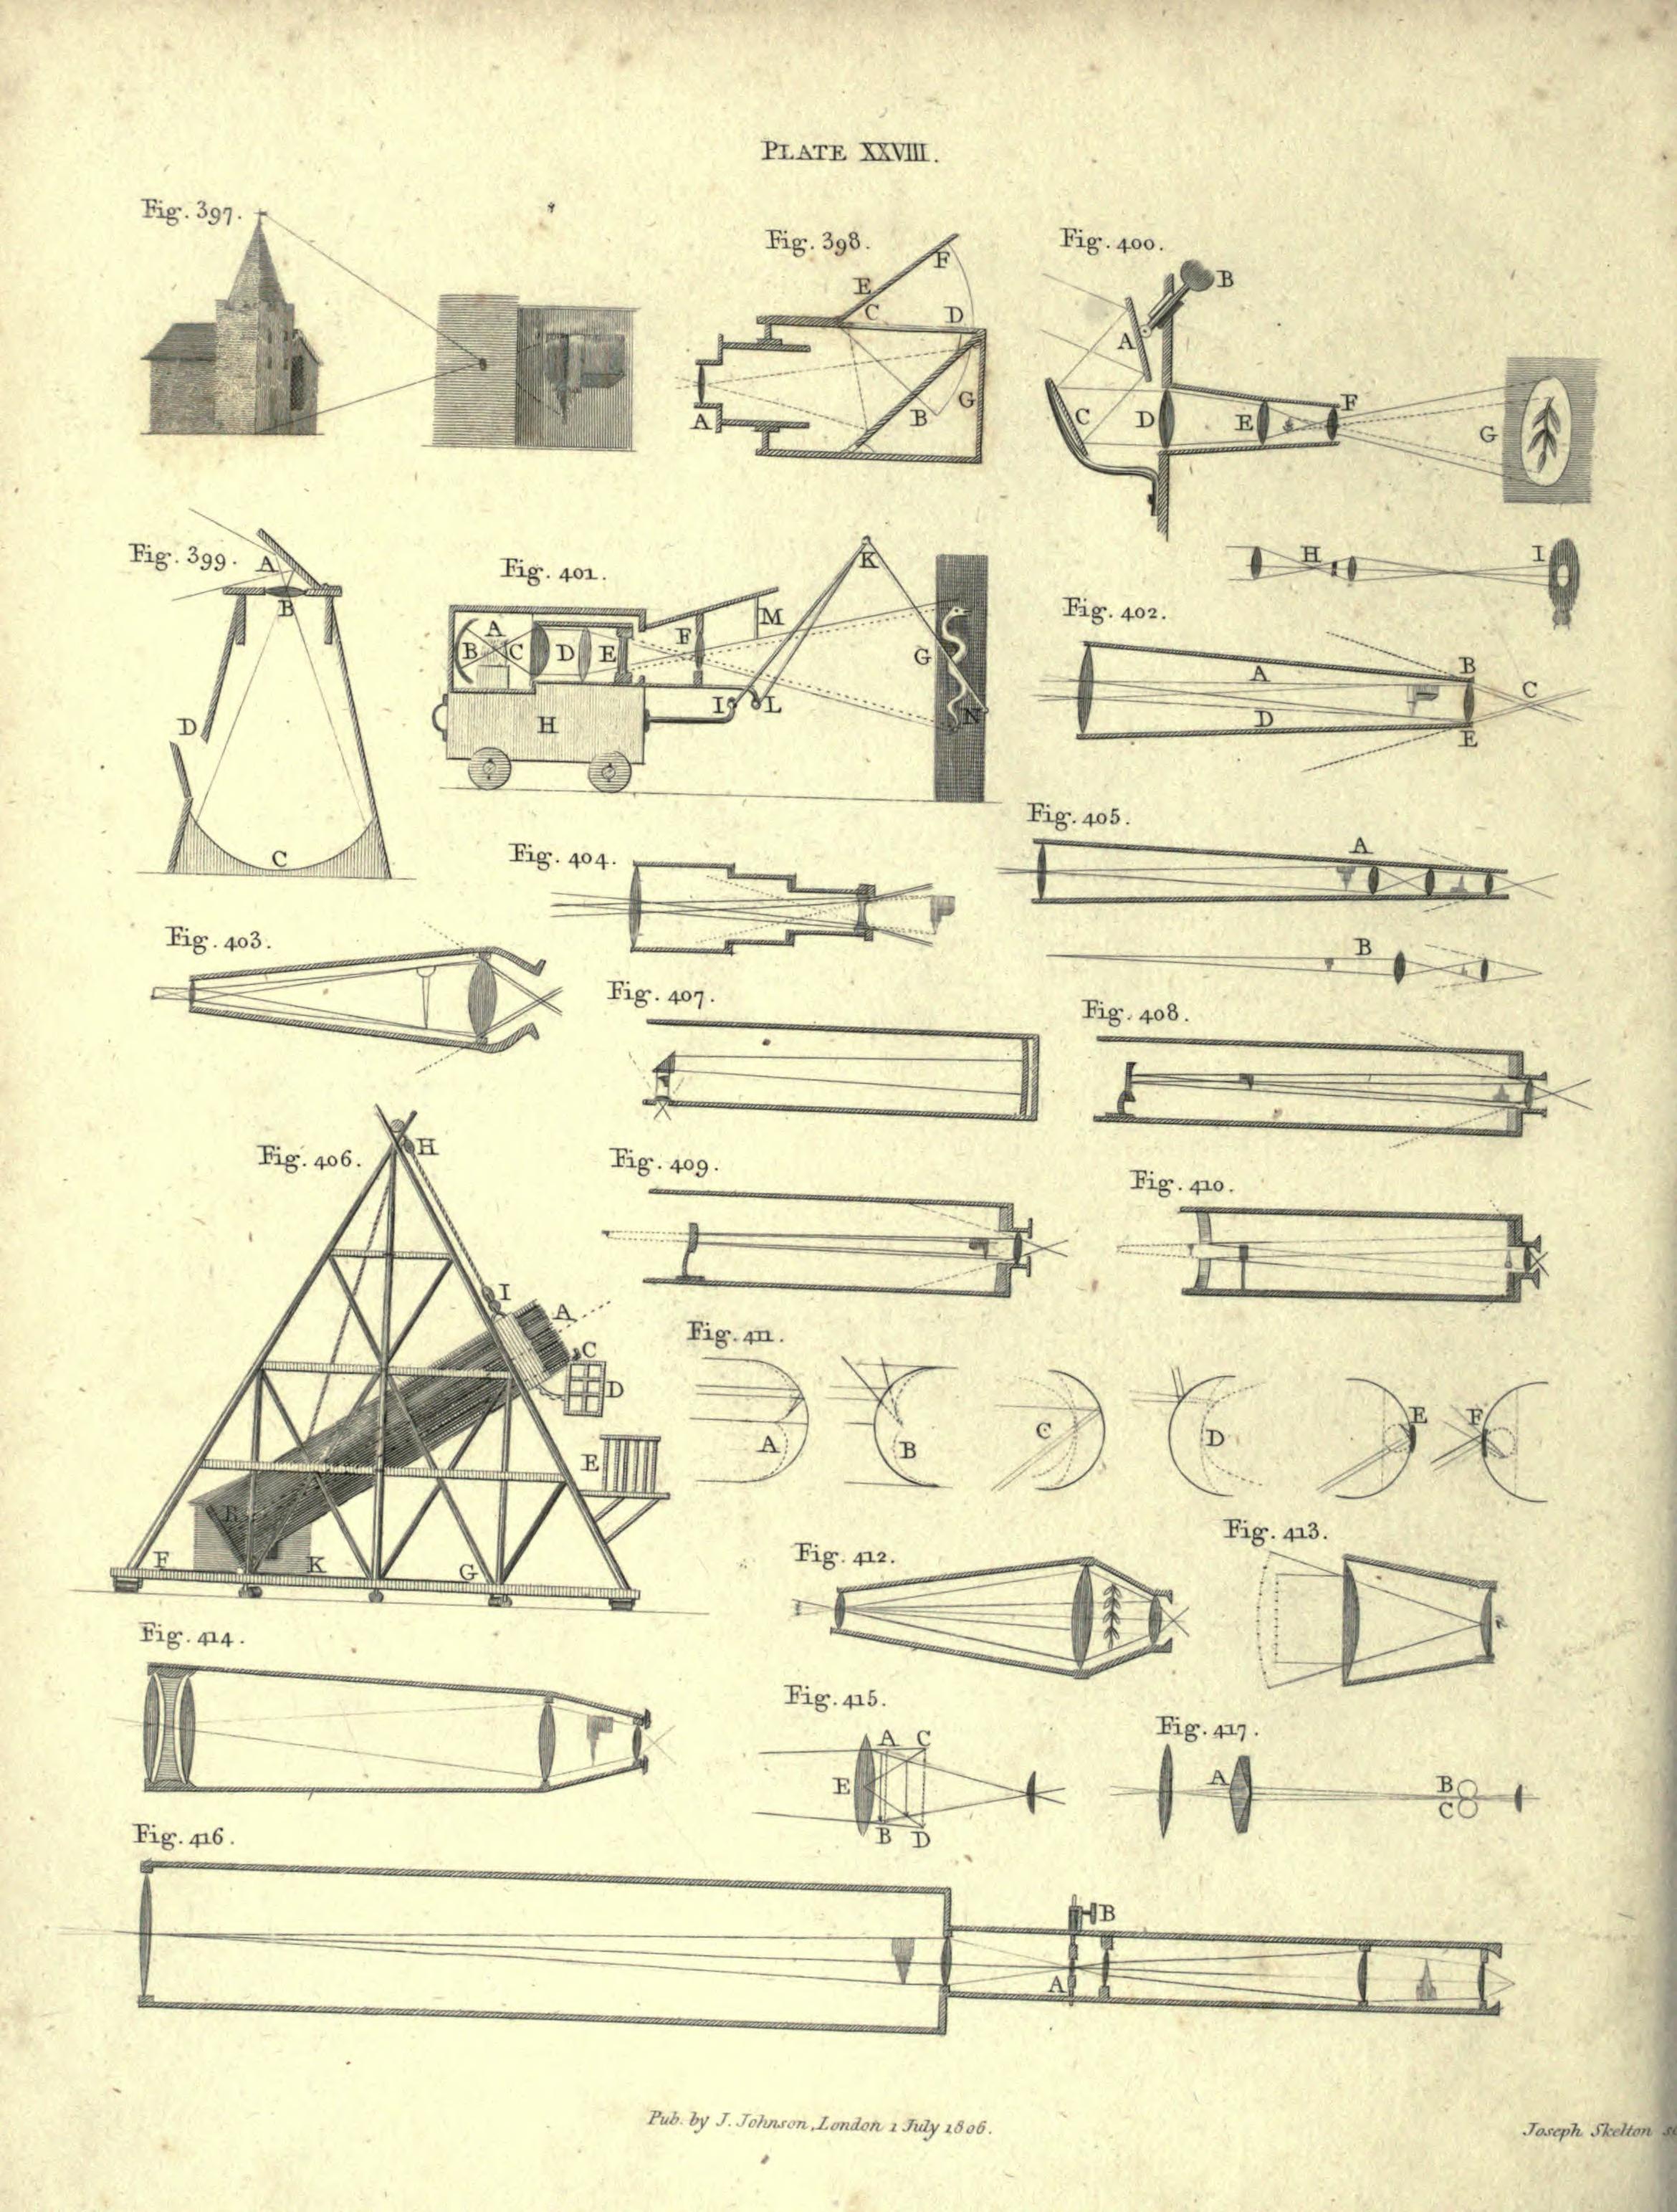 PLATE XXVIII.
Fig. 397.
Fig. 398.
E
F
C
D
A
B
G
Fig. 400.
B
A
C
D
E
F
G
H
I
Fig. 399.
A
B
D
C
Fig. 401.
A
B
C
D
E
F
M
K
G
I
L
N
H
Fig. 402.
A
B
C
D
E
Fig. 405.
A
B
Fig. 404.
Fig. 403.
Fig. 407.
Fig. 408.
Fig. 406.
H
I
A
C
D
E
B
F
K
G
Fig. 409.
Fig. 410.
Fig. 411.
A
B
C
D
E
F
Fig. 412.
Fig. 413.
Fig. 414.
Fig. 415.
A
C
E
B
D
Fig. 417.
A
B
C
Fig. 416.
B
A
Pub. by J. Johnson, London 1 July 1806.
Joseph Skelton